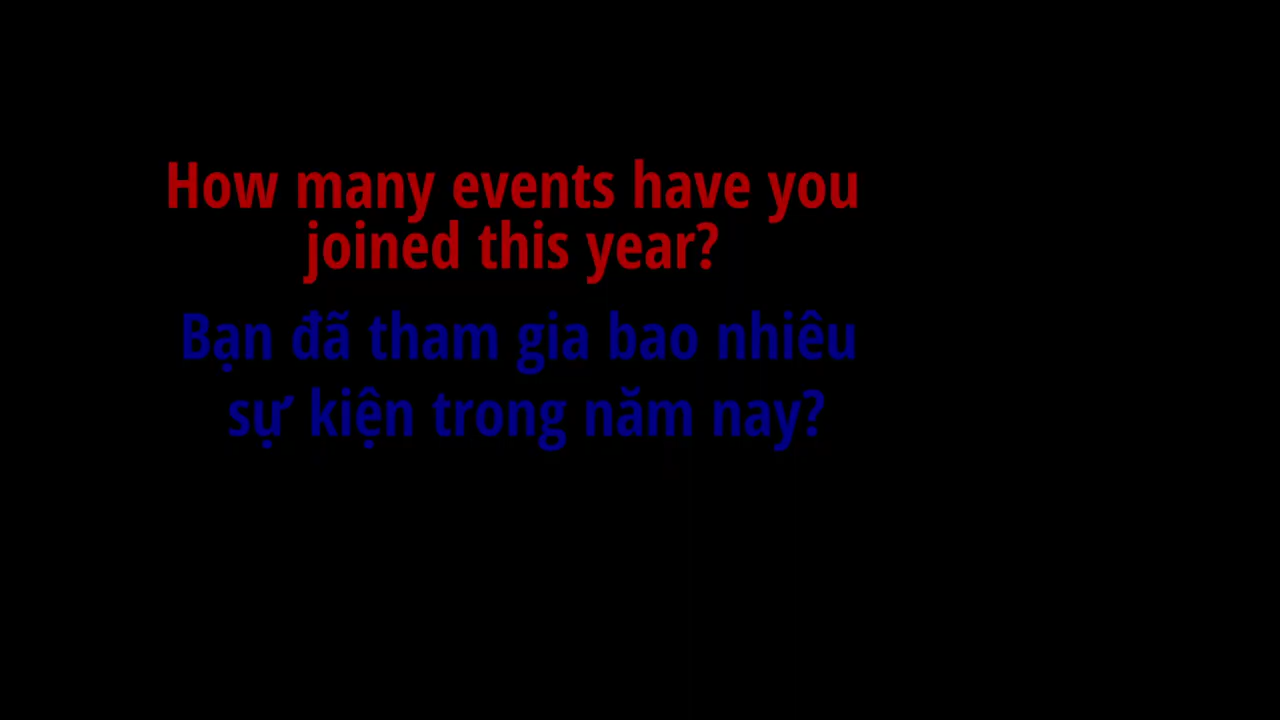 How many events have you
joined this year?
Bạn đã tham gia bao nhiêu
sự kiện trong năm nay?